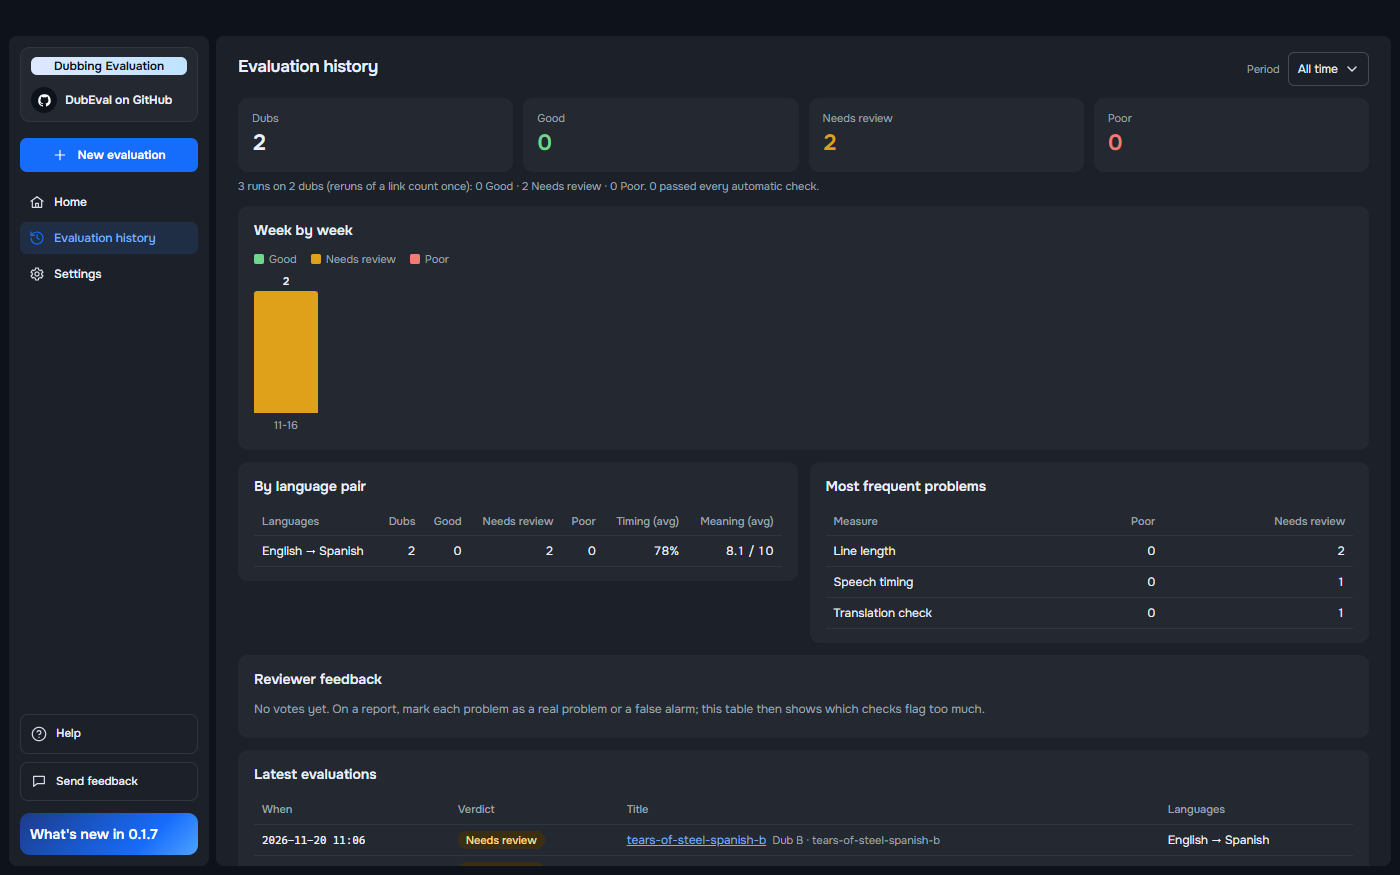 Dubbing Evaluation
DubEval on GitHub
New evaluation
Home
Evaluation history
Settings
Help
Send feedback
What's new in 0.1.7
Evaluation history
Period
All time
Dubs
2
Good
0
Needs review
2
Poor
0
3 runs on 2 dubs (reruns of a link count once): 0 Good · 2 Needs review · 0 Poor. 0 passed every automatic check.
Week by week
Good Needs review Poor
2
11-16
By language pair
Languages Dubs Good Needs review Poor Timing (avg) Meaning (avg)
English → Spanish 2 0 2 0 78% 8.1 / 10
Most frequent problems
Measure Poor Needs review
Line length 0 2
Speech timing 0 1
Translation check 0 1
Reviewer feedback
No votes yet. On a report, mark each problem as a real problem or a false alarm; this table then shows which checks flag too much.
Latest evaluations
When Verdict Title Languages
2026-11-20 11:06 Needs review tears-of-steel-spanish-b Dub B · tears-of-steel-spanish-b English → Spanish